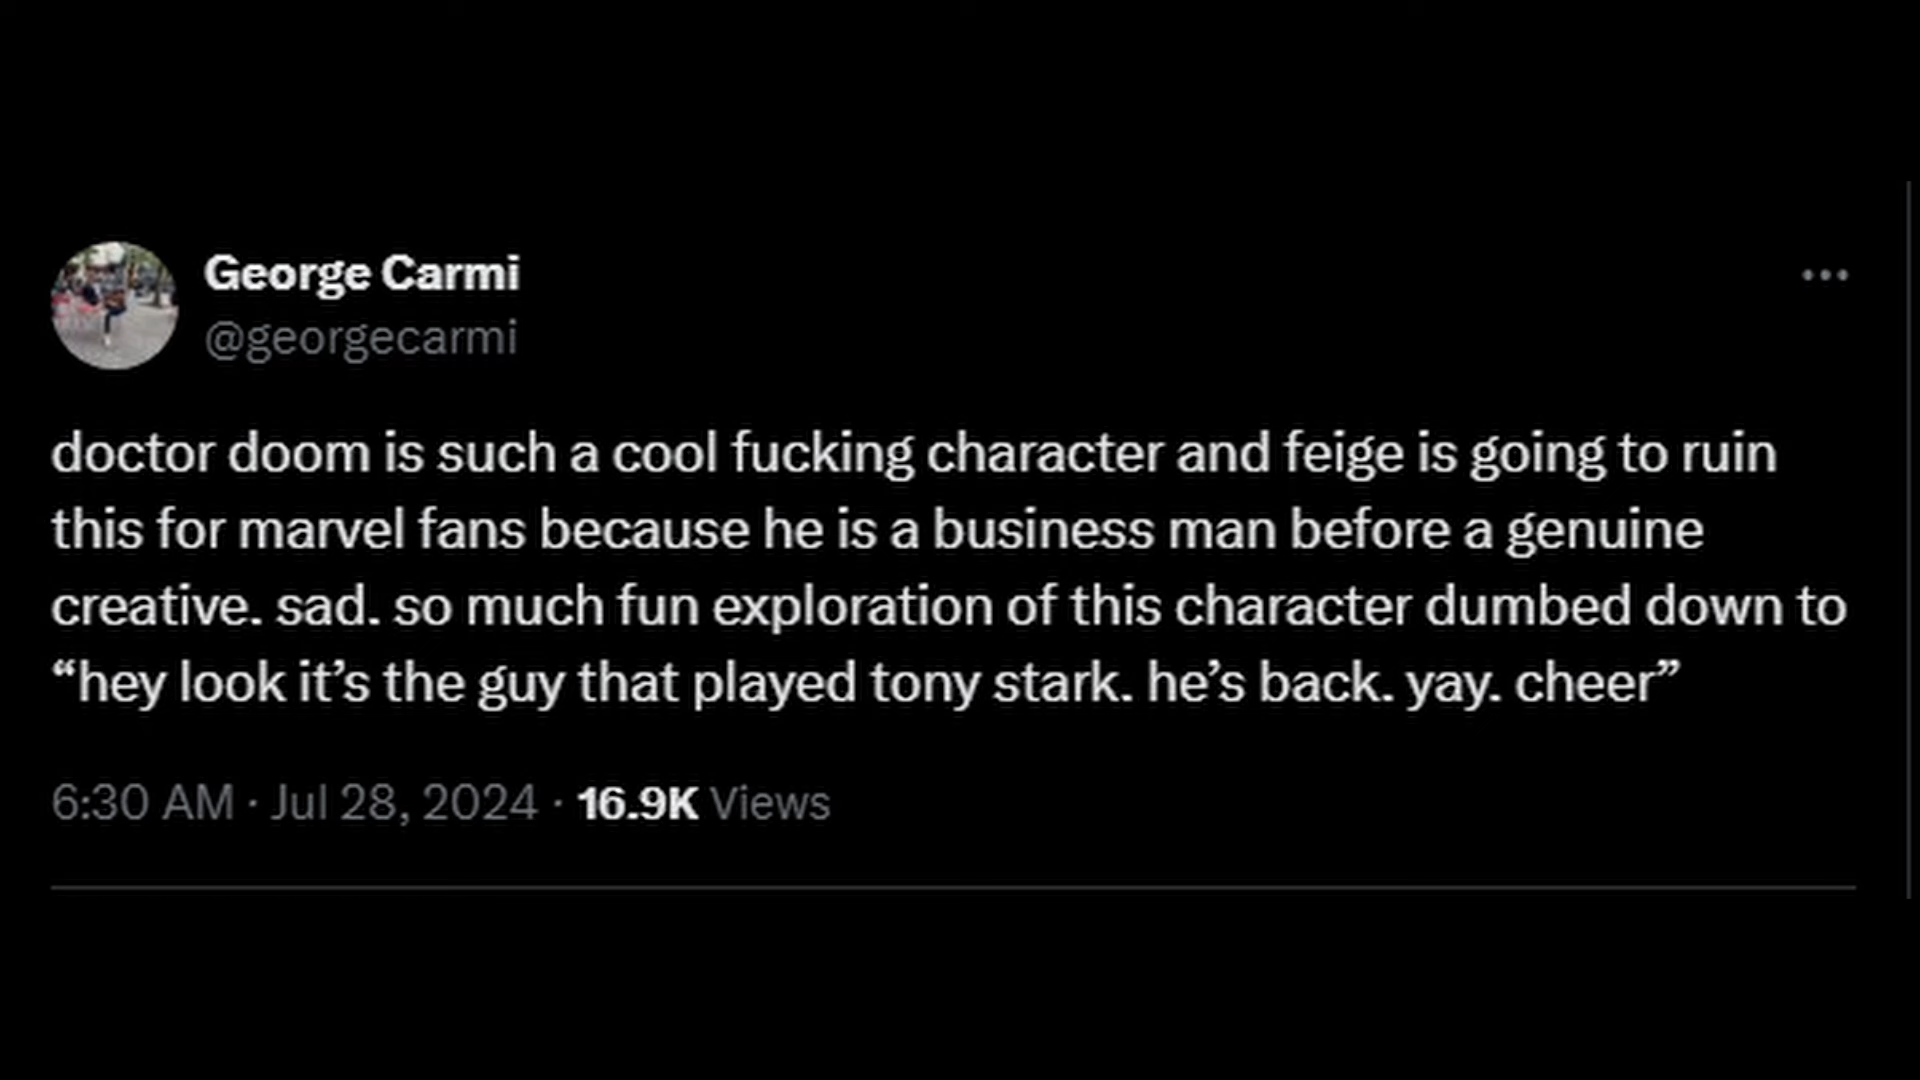 George Carmi
@georgecarmi
doctor doom is such a cool fucking character and feige is going to ruin
this for marvel fans because he is a business man before a genuine
creative. sad. so much fun exploration of this character dumbed down to
“hey look it’s the guy that played tony stark. he’s back. yay. cheer”
6:30 AM · Jul 28, 2024 · 16.9K Views